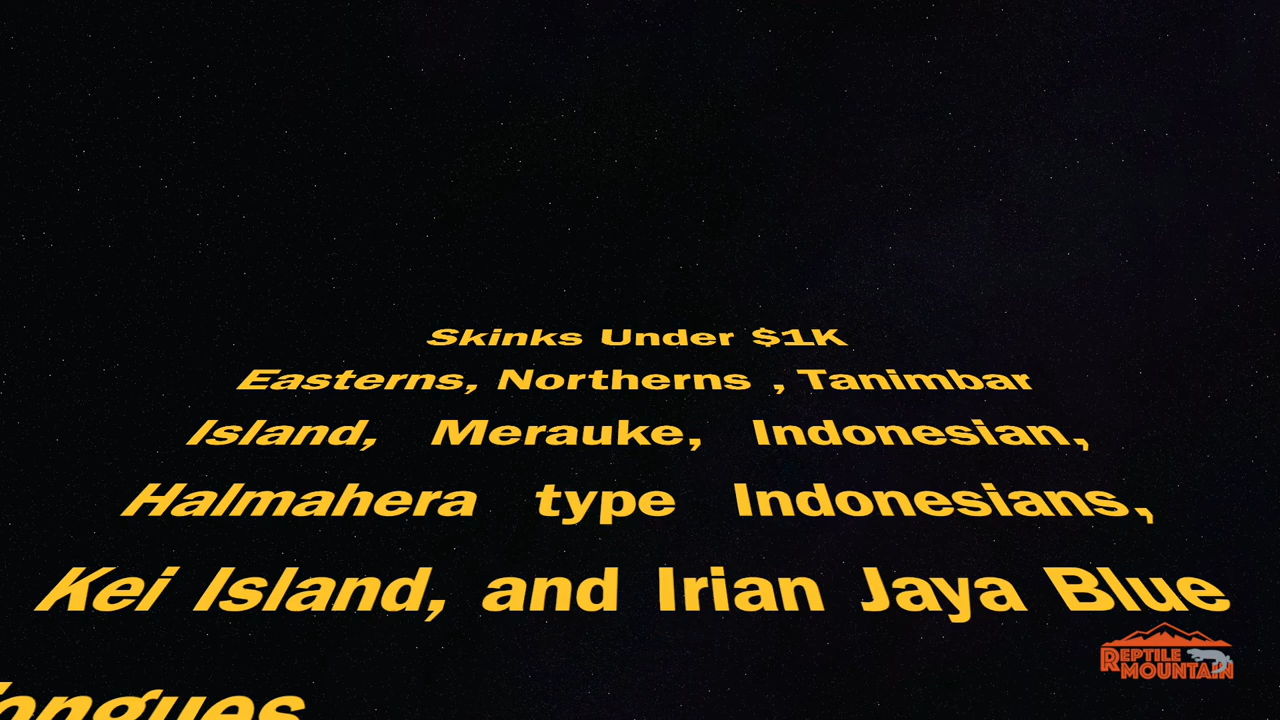 Skinks Under $1K
Easterns, Northerns , Tanimbar
Island, Merauke, Indonesian,
Halmahera type Indonesians,
Kei Island, and Irian Jaya Blue
Tongues
REPTILE
MOUNTAIN